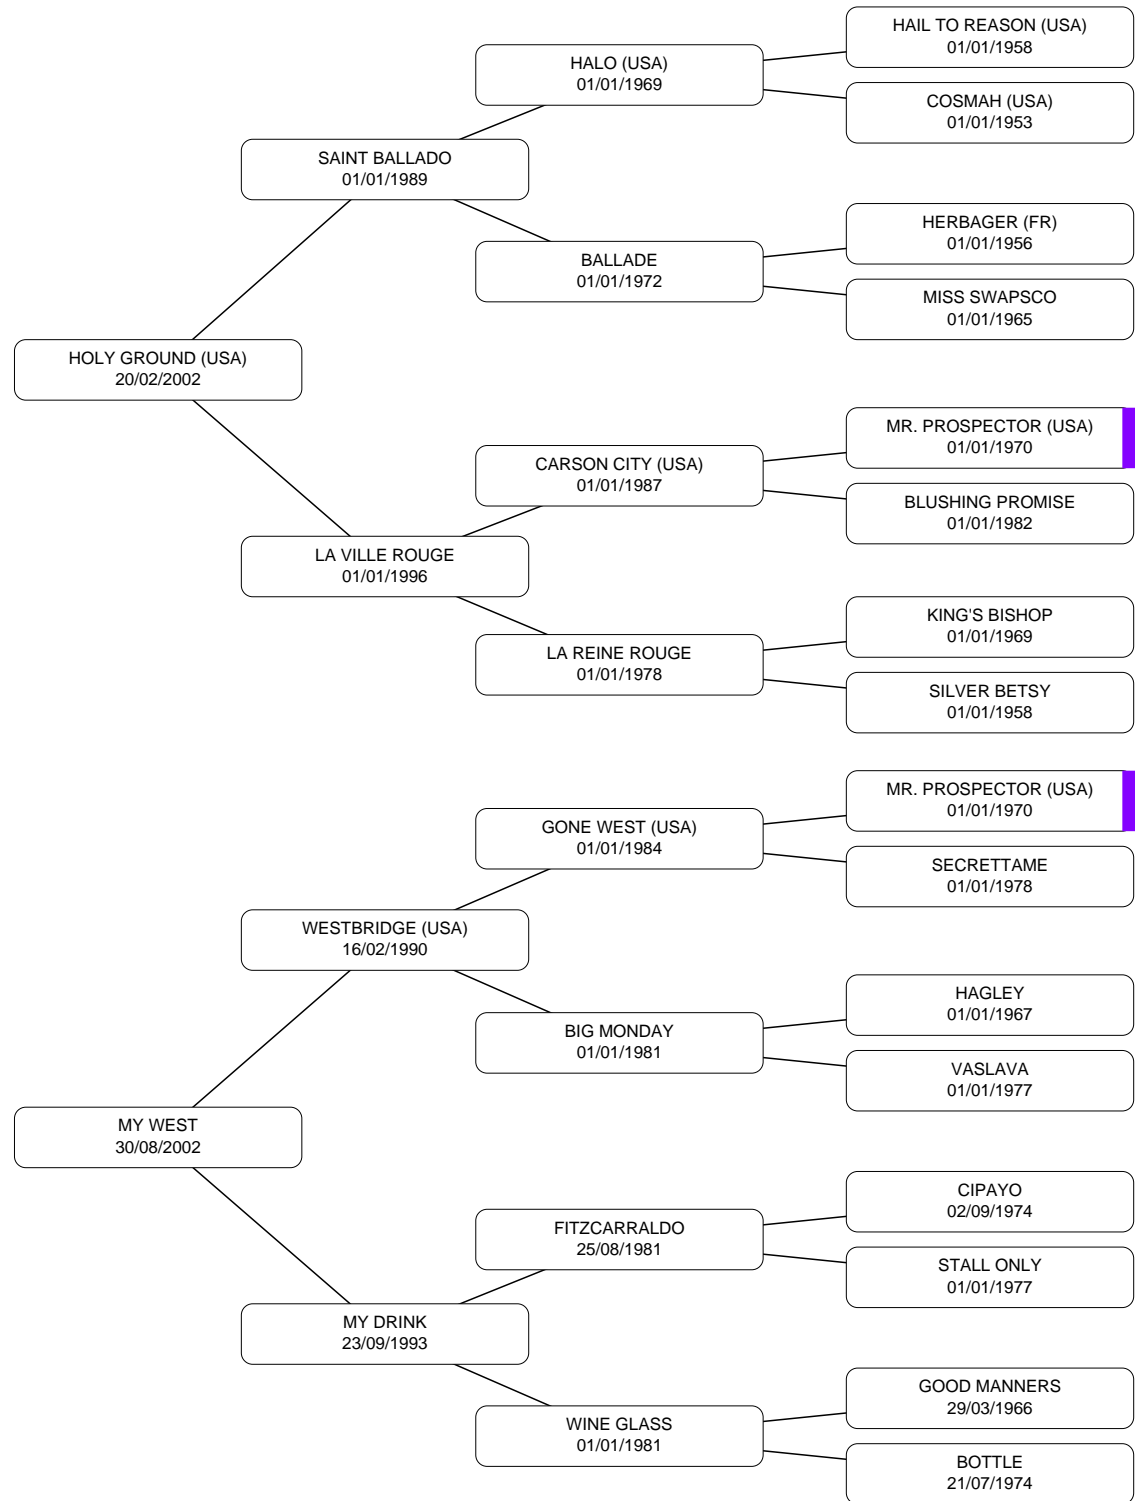 HAIL TO REASON (USA)
01/01/1958
HALO (USA)
01/01/1969
COSMAH (USA)
01/01/1953
SAINT BALLADO
01/01/1989
HERBAGER (FR)
01/01/1956
BALLADE
01/01/1972
MISS SWAPSCO
01/01/1965
HOLY GROUND (USA)
20/02/2002
MR. PROSPECTOR (USA)
01/01/1970
CARSON CITY (USA)
01/01/1987
BLUSHING PROMISE
01/01/1982
LA VILLE ROUGE
01/01/1996
KING'S BISHOP
01/01/1969
LA REINE ROUGE
01/01/1978
SILVER BETSY
01/01/1958
MR. PROSPECTOR (USA)
01/01/1970
GONE WEST (USA)
01/01/1984
SECRETTAME
01/01/1978
WESTBRIDGE (USA)
16/02/1990
HAGLEY
01/01/1967
BIG MONDAY
01/01/1981
VASLAVA
01/01/1977
MY WEST
30/08/2002
CIPAYO
02/09/1974
FITZCARRALDO
25/08/1981
STALL ONLY
01/01/1977
MY DRINK
23/09/1993
GOOD MANNERS
29/03/1966
WINE GLASS
01/01/1981
BOTTLE
21/07/1974